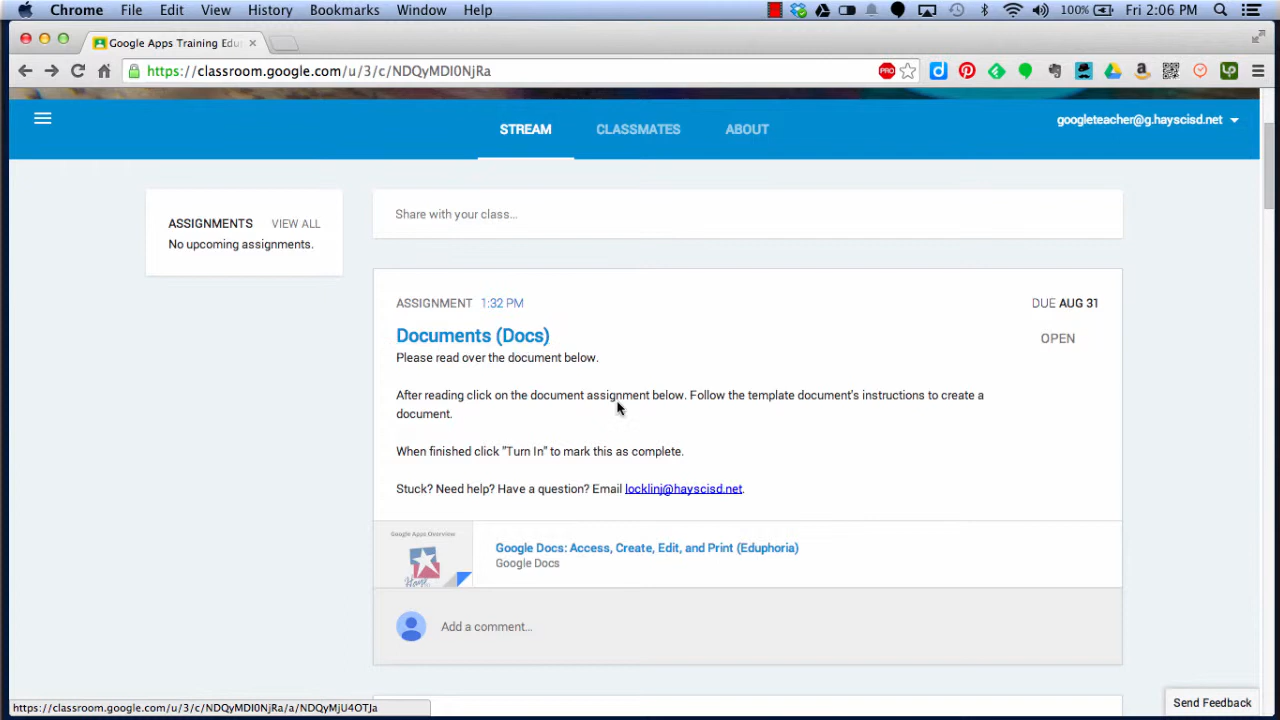 Chrome File Edit View History Bookmarks Window Help 100% Fri 2:06 PM
Google Apps Training Edu
https://classroom.google.com/u/3/c/NDQyMDI0NjRa
PRO
STREAM CLASSMATES ABOUT googleteacher@g.hayscisd.net
ASSIGNMENTS VIEW ALL
No upcoming assignments.
Share with your class...
ASSIGNMENT 1:32 PM DUE AUG 31
Documents (Docs) OPEN
Please read over the document below.
After reading click on the document assignment below. Follow the template document's instructions to create a
document.
When finished click "Turn In" to mark this as complete.
Stuck? Need help? Have a question? Email locklinj@hayscisd.net.
Google Apps Overview
Hays
Google Docs: Access, Create, Edit, and Print (Eduphoria)
Google Docs
Add a comment...
https://classroom.google.com/u/3/c/NDQyMDI0NjRa/a/NDQyMjU4OTJa
Send Feedback